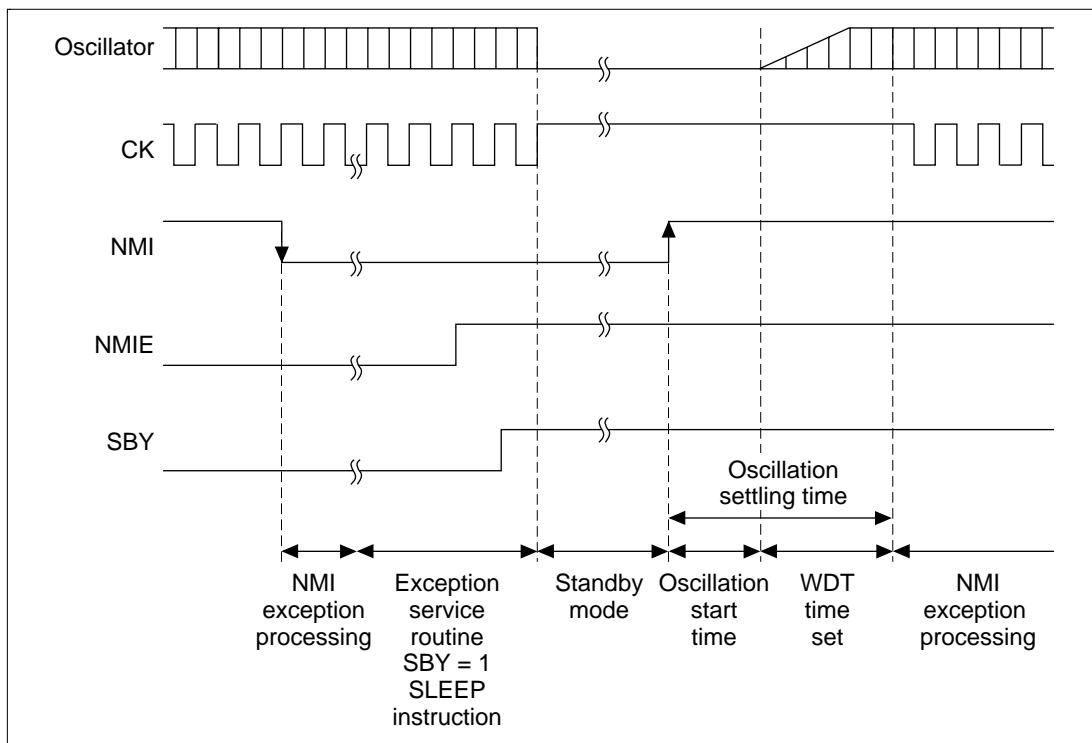 Oscillator
CK
NMI
NMIE
SBY
Oscillation
settling time
NMI
exception
processing
Exception
service
routine
SBY = 1
SLEEP
instruction
Standby
mode
Oscillation
start
time
WDT
time
set
NMI
exception
processing